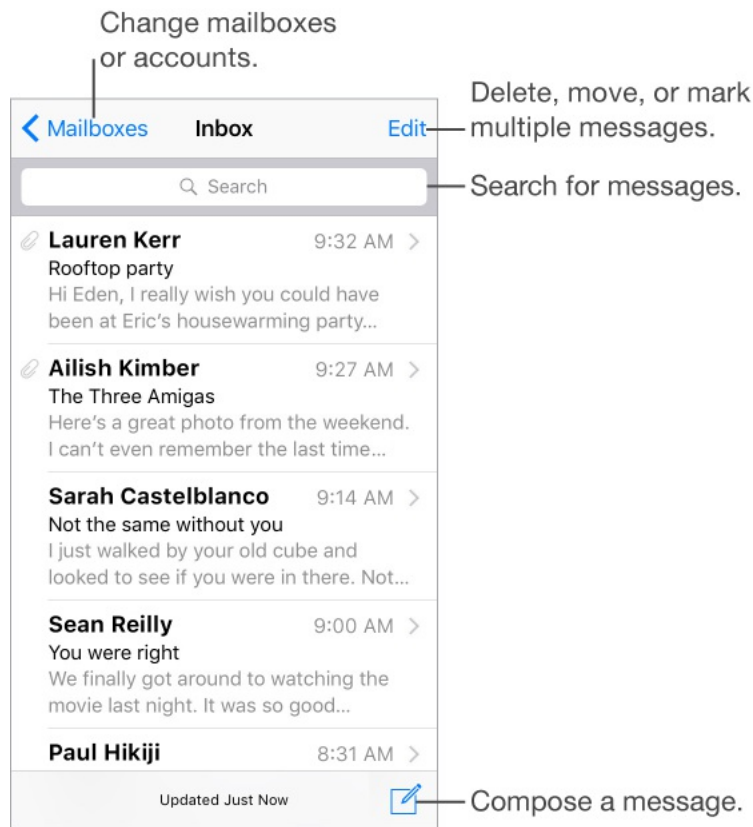 Change mailboxes
or accounts.
Delete, move, or mark
multiple messages.
Mailboxes Inbox Edit
Search
Search for messages.
Lauren Kerr 9:32 AM
Rooftop party
Hi Eden, I really wish you could have
been at Eric's housewarming party...
Ailish Kimber 9:27 AM
The Three Amigas
Here's a great photo from the weekend.
I can't even remember the last time...
Sarah Castelblanco 9:14 AM
Not the same without you
I just walked by your old cube and
looked to see if you were in there. Not...
Sean Reilly 9:00 AM
You were right
We finally got around to watching the
movie last night. It was so good...
Paul Hikiji 8:31 AM
Updated Just Now
Compose a message.